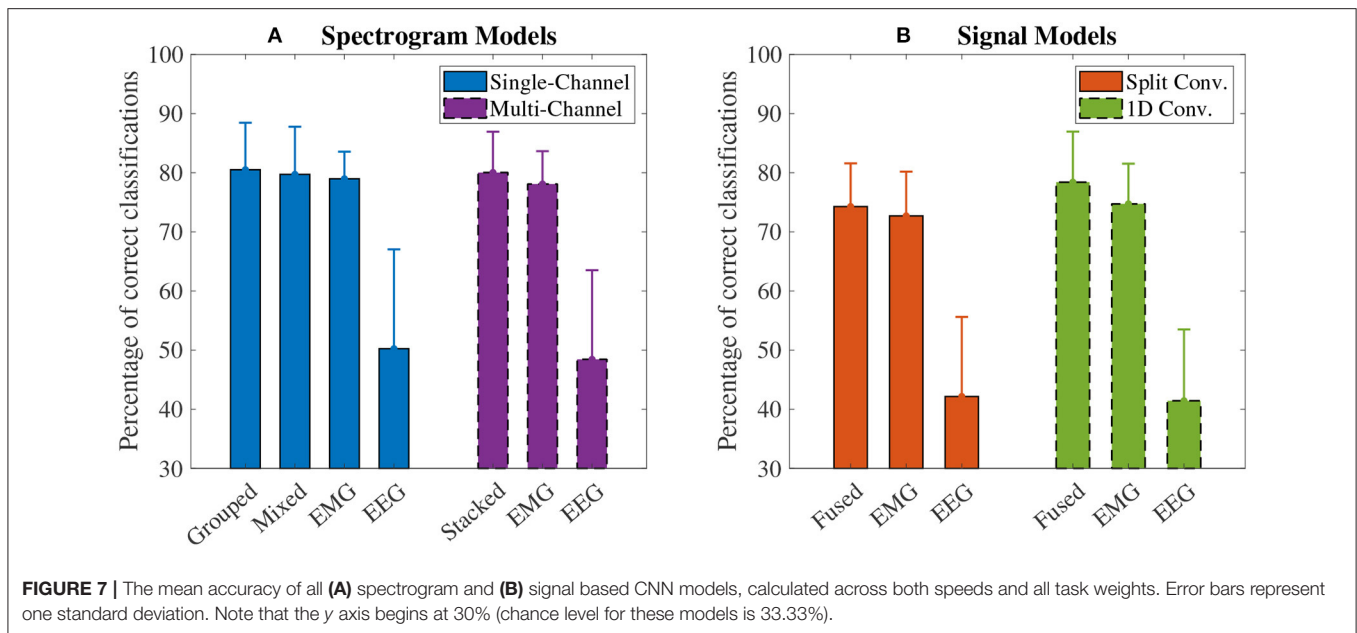 A Spectrogram Models
Percentage of correct classifications
100
90
80
70
60
50
40
30
Single-Channel
Multi-Channel
Grouped
Mixed
EMG
EEG
Stacked
EMG
EEG
B Signal Models
Percentage of correct classifications
100
90
80
70
60
50
40
30
Split Conv.
1D Conv.
Fused
EMG
EEG
Fused
EMG
EEG
FIGURE 7 | The mean accuracy of all (A) spectrogram and (B) signal based CNN models, calculated across both speeds and all task weights. Error bars represent
one standard deviation. Note that the y axis begins at 30% (chance level for these models is 33.33%).